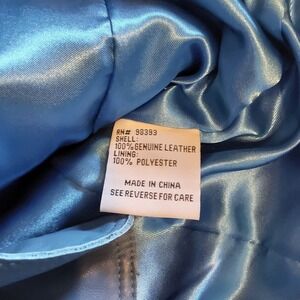 RN# 98393
SHELL:
100% GENUINE LEATHER
LINING:
100% POLYESTER
MADE IN CHINA
SEE REVERSE FOR CARE